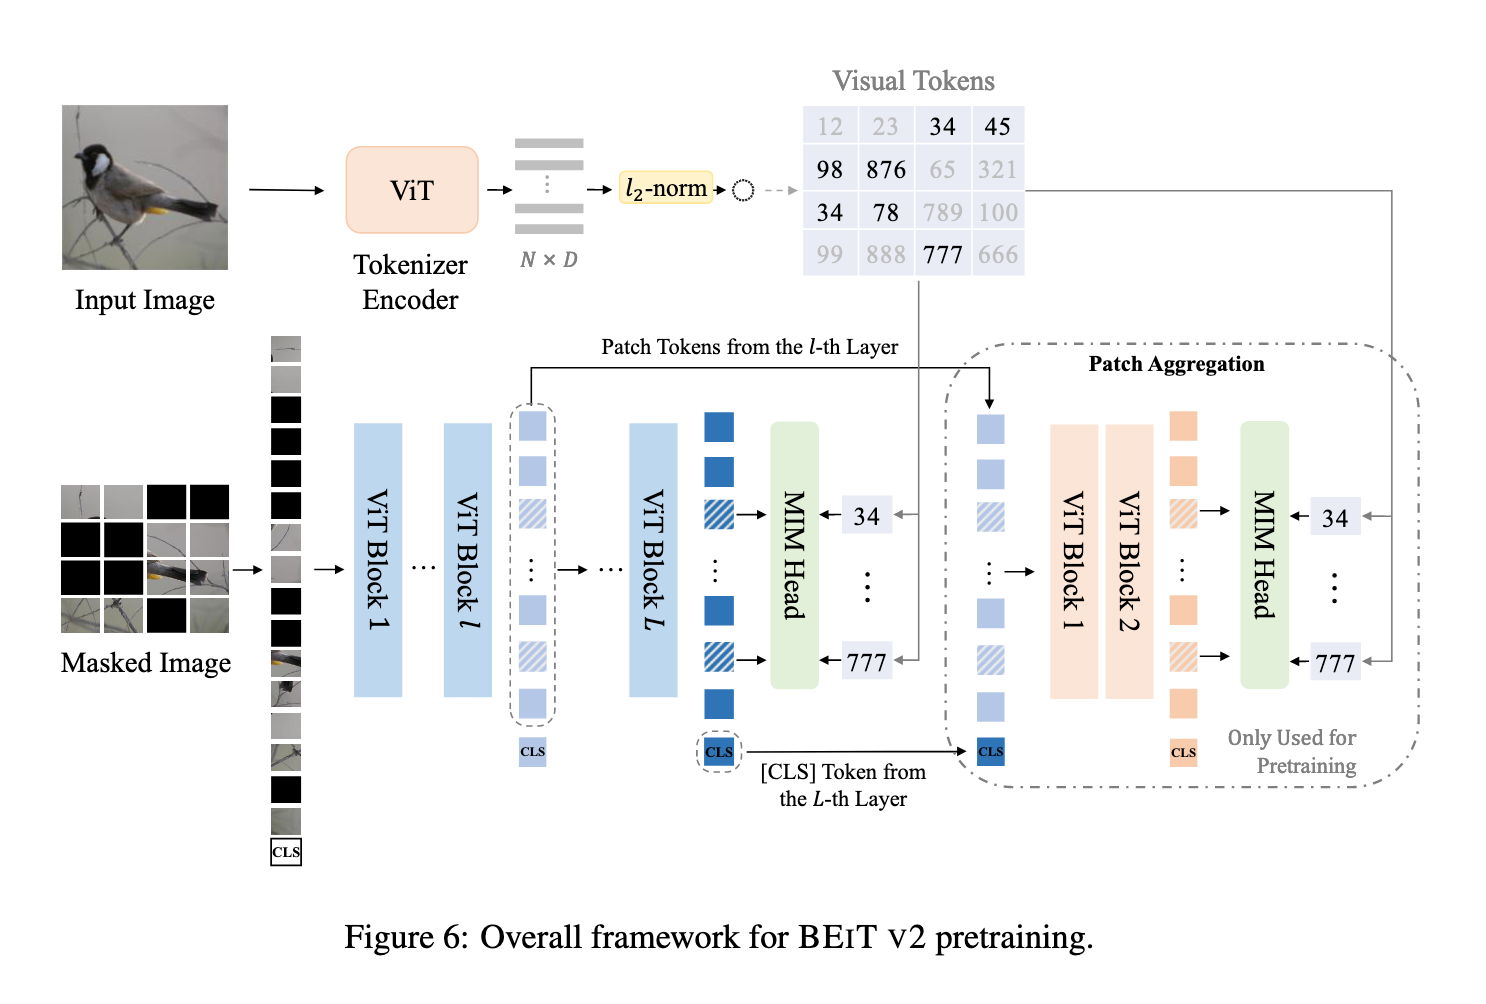 Visual Tokens
12 23 34 45
98 876 65 321
34 78 789 100
99 888 777 666
ViT
l₂-norm
N × D
Tokenizer
Encoder
Input Image
Patch Tokens from the l-th Layer
Patch Aggregation
ViT Block 1
...
ViT Block l
...
ViT Block L
MIM Head
34
777
ViT Block 1
ViT Block 2
MIM Head
34
777
Masked Image
CLS
CLS
CLS
CLS
CLS
[CLS] Token from
the L-th Layer
Only Used for
Pretraining
Figure 6: Overall framework for BEIT V2 pretraining.